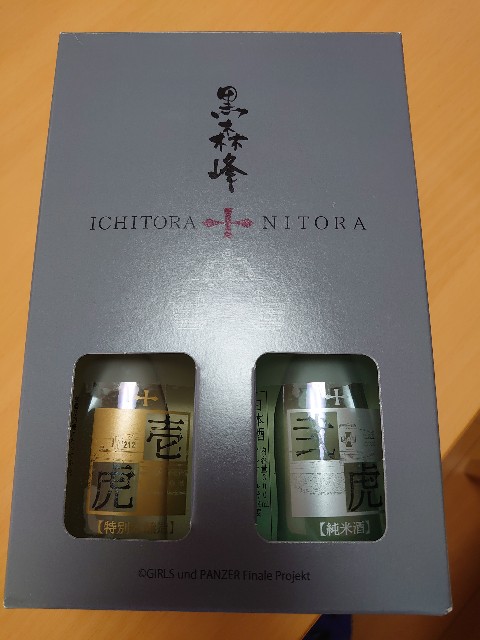 黒森峰
ICHITORA NITORA
壱
虎
212
【特別
日本酒
弐
虎
【純米酒】
©GIRLS und PANZER Finale Projekt